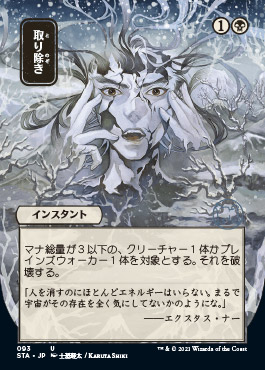 取り除き
と のぞ
1
インスタント
マナ総量が3以下の、クリーチャー1体かプレ
インズウォーカー1体を対象とする。それを破
壊する。
「人を消すのにほとんどエネルギーはいらない。まるで
宇宙がその存在を全く気にしてないかのようにな。」
――エクスタス・ナー
093 U
STA・JP
KARUTA SHIKI
™ & © 2021 Wizards of the Coast